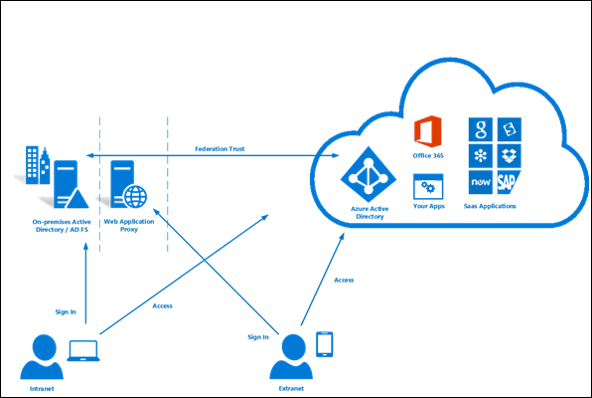 Federation Trust
Office 365
g
now
SAP
On-premises Active
Directory / AD FS
Web Application
Proxy
Azure Active
Directory
Your Apps
Saas Applications
Sign In
Access
Sign In
Access
Intranet
Extranet